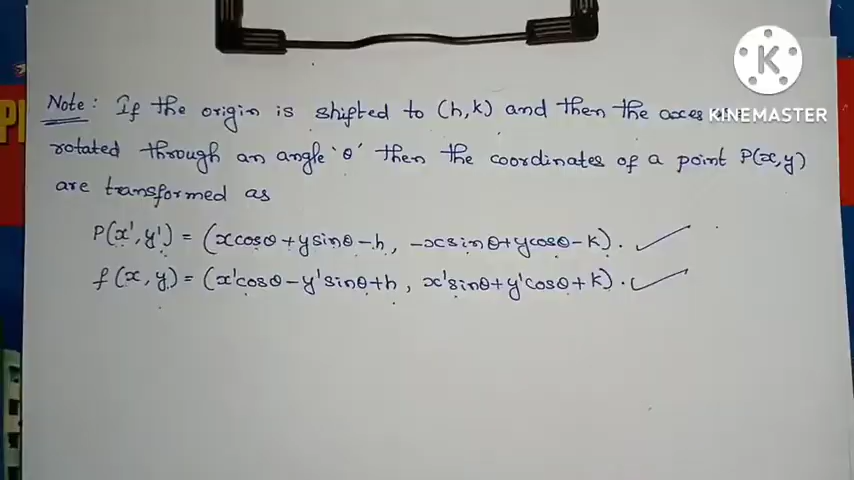 Note: If the origin is shifted to (h,k) and then the axes
KINEMASTER
rotated through an angle 'θ' then the coordinates of a point P(x,y)
are transformed as
P(x',y') = (xcosθ+ysinθ-h, -xsinθ+ycosθ-k).
f(x,y) = (x'cosθ-y'sinθ+h, x'sinθ+y'cosθ+k).